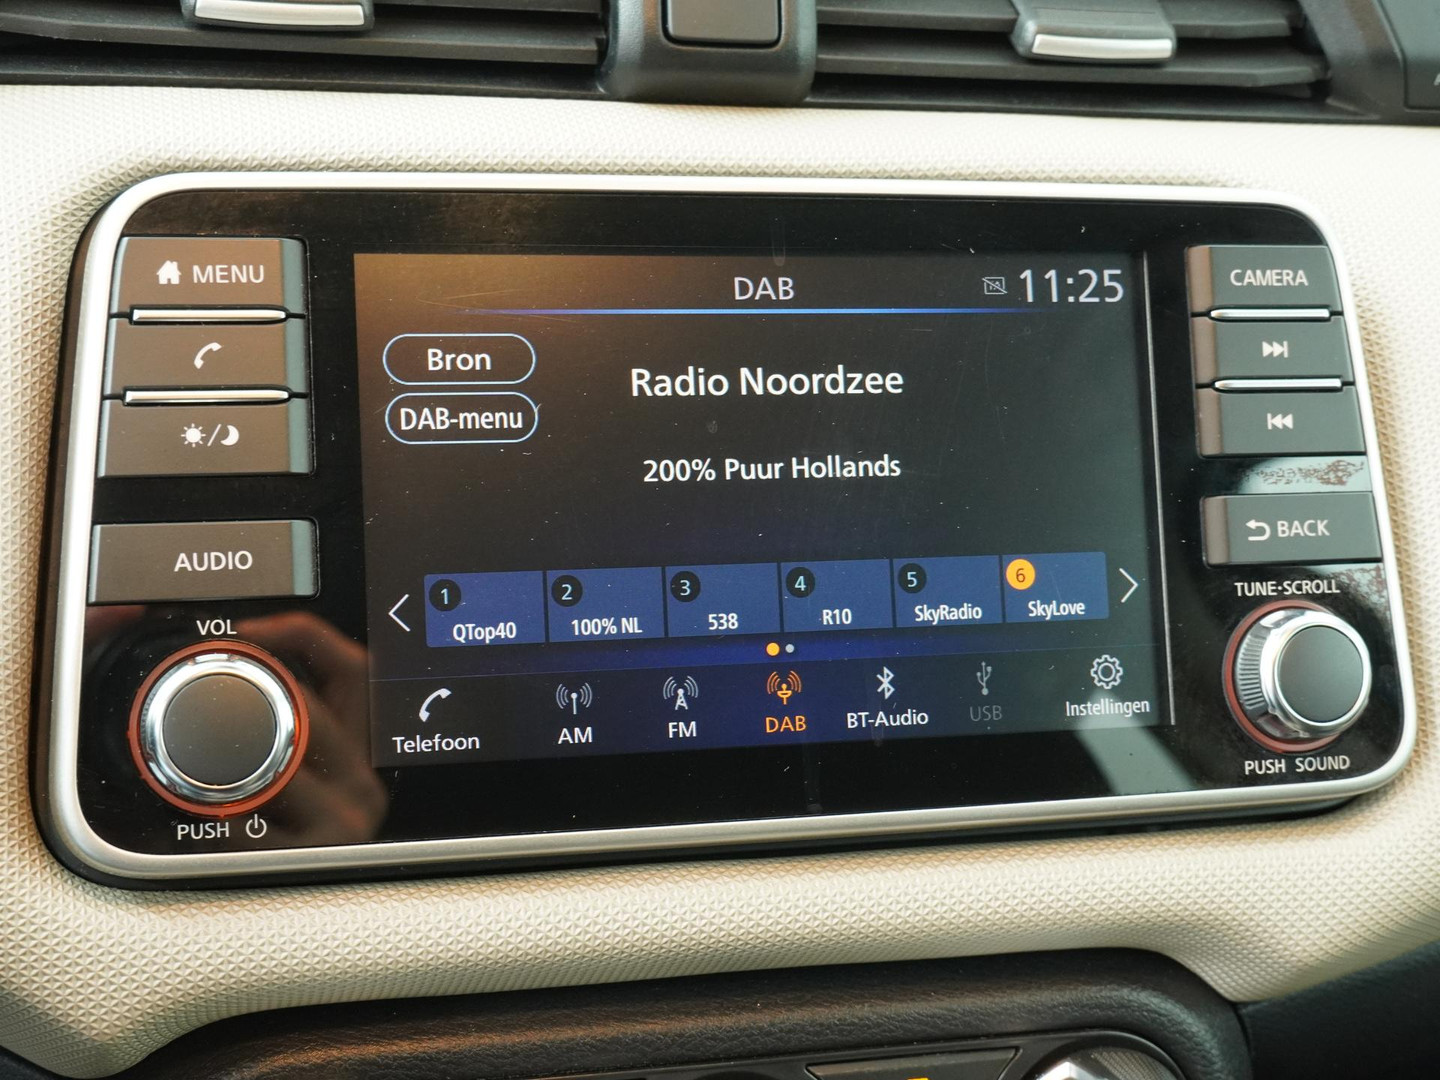 MENU
AUDIO
VOL
PUSH
DAB
11:25
Bron
DAB-menu
Radio Noordzee
200% Puur Hollands
1 QTop40
2 100% NL
3 538
4 R10
5 SkyRadio
6 SkyLove
Telefoon
AM
FM
DAB
BT-Audio
USB
Instellingen
CAMERA
BACK
TUNE·SCROLL
PUSH SOUND